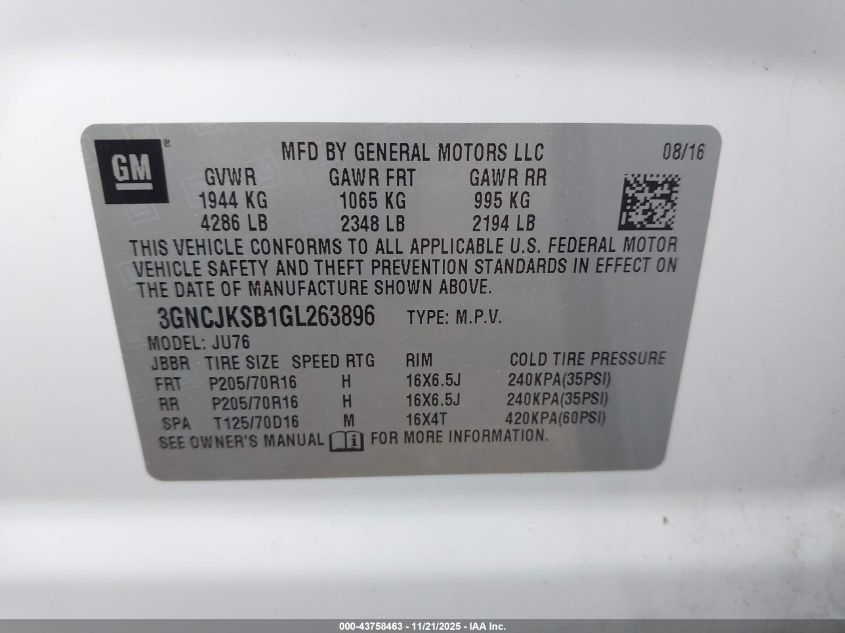 GM ®
MFD BY GENERAL MOTORS LLC 08/16
GVWR GAWR FRT GAWR RR
1944 KG 1065 KG 995 KG
4286 LB 2348 LB 2194 LB
THIS VEHICLE CONFORMS TO ALL APPLICABLE U.S. FEDERAL MOTOR
VEHICLE SAFETY AND THEFT PREVENTION STANDARDS IN EFFECT ON
THE DATE OF MANUFACTURE SHOWN ABOVE.
3GNCJKSB1GL263896 TYPE: M.P.V.
MODEL: JU76
JBBR TIRE SIZE SPEED RTG RIM COLD TIRE PRESSURE
FRT P205/70R16 H 16X6.5J 240KPA(35PSI)
RR P205/70R16 H 16X6.5J 240KPA(35PSI)
SPA T125/70D16 M 16X4T 420KPA(60PSI)
SEE OWNER'S MANUAL FOR MORE INFORMATION.
000-43758463 - 11/21/2025 - IAA Inc.